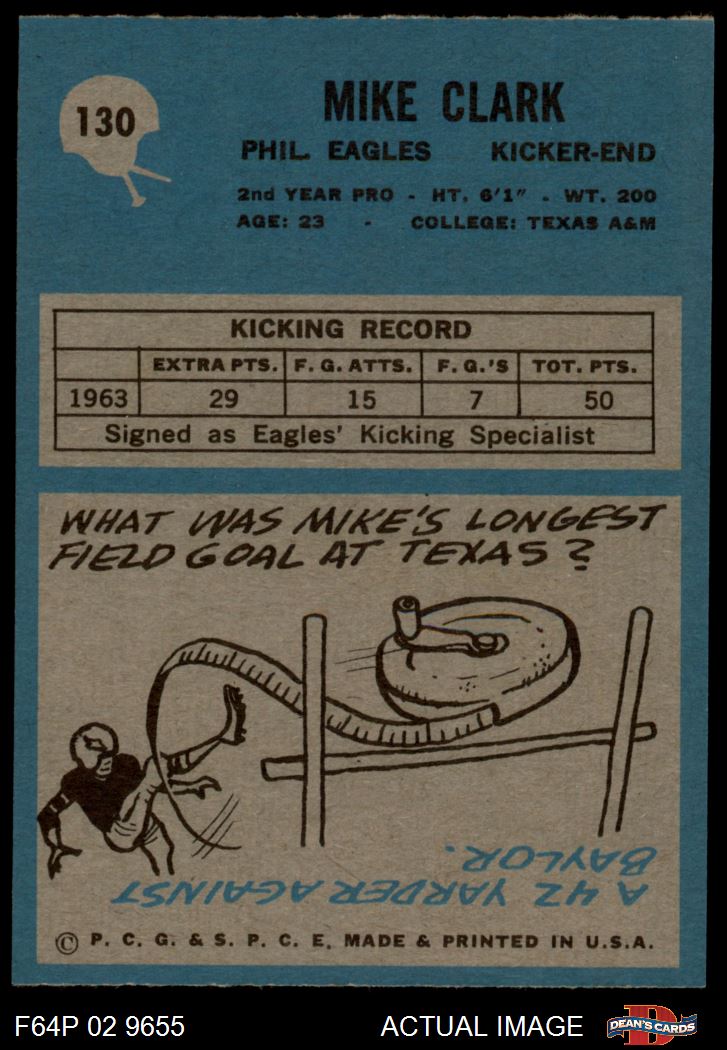 130
MIKE CLARK
PHIL. EAGLES KICKER-END
2nd YEAR PRO - HT. 6'1" - WT. 200
AGE: 23 - COLLEGE: TEXAS A&M
KICKING RECORD
EXTRA PTS. F. G. ATTS. F. G.'S TOT. PTS.
1963 29 15 7 50
Signed as Eagles' Kicking Specialist
WHAT WAS MIKE'S LONGEST
FIELD GOAL AT TEXAS?
A 42 YARDER AGAINST
BAYLOR.
© P. C. G. & S. P. C. E. MADE & PRINTED IN U.S.A.
F64P 02 9655 ACTUAL IMAGE D DEAN'S CARDS